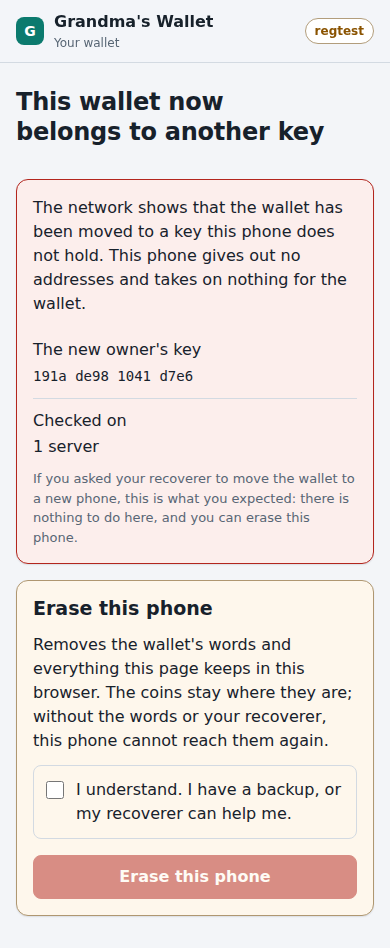 G
Grandma's Wallet
Your wallet
regtest
This wallet now
belongs to another key
The network shows that the wallet has
been moved to a key this phone does
not hold. This phone gives out no
addresses and takes on nothing for the
wallet.
The new owner's key
191a de98 1041 d7e6
Checked on
1 server
If you asked your recoverer to move the wallet to
a new phone, this is what you expected: there is
nothing to do here, and you can erase this
phone.
Erase this phone
Removes the wallet's words and
everything this page keeps in this
browser. The coins stay where they are;
without the words or your recoverer,
this phone cannot reach them again.
I understand. I have a backup, or
my recoverer can help me.
Erase this phone